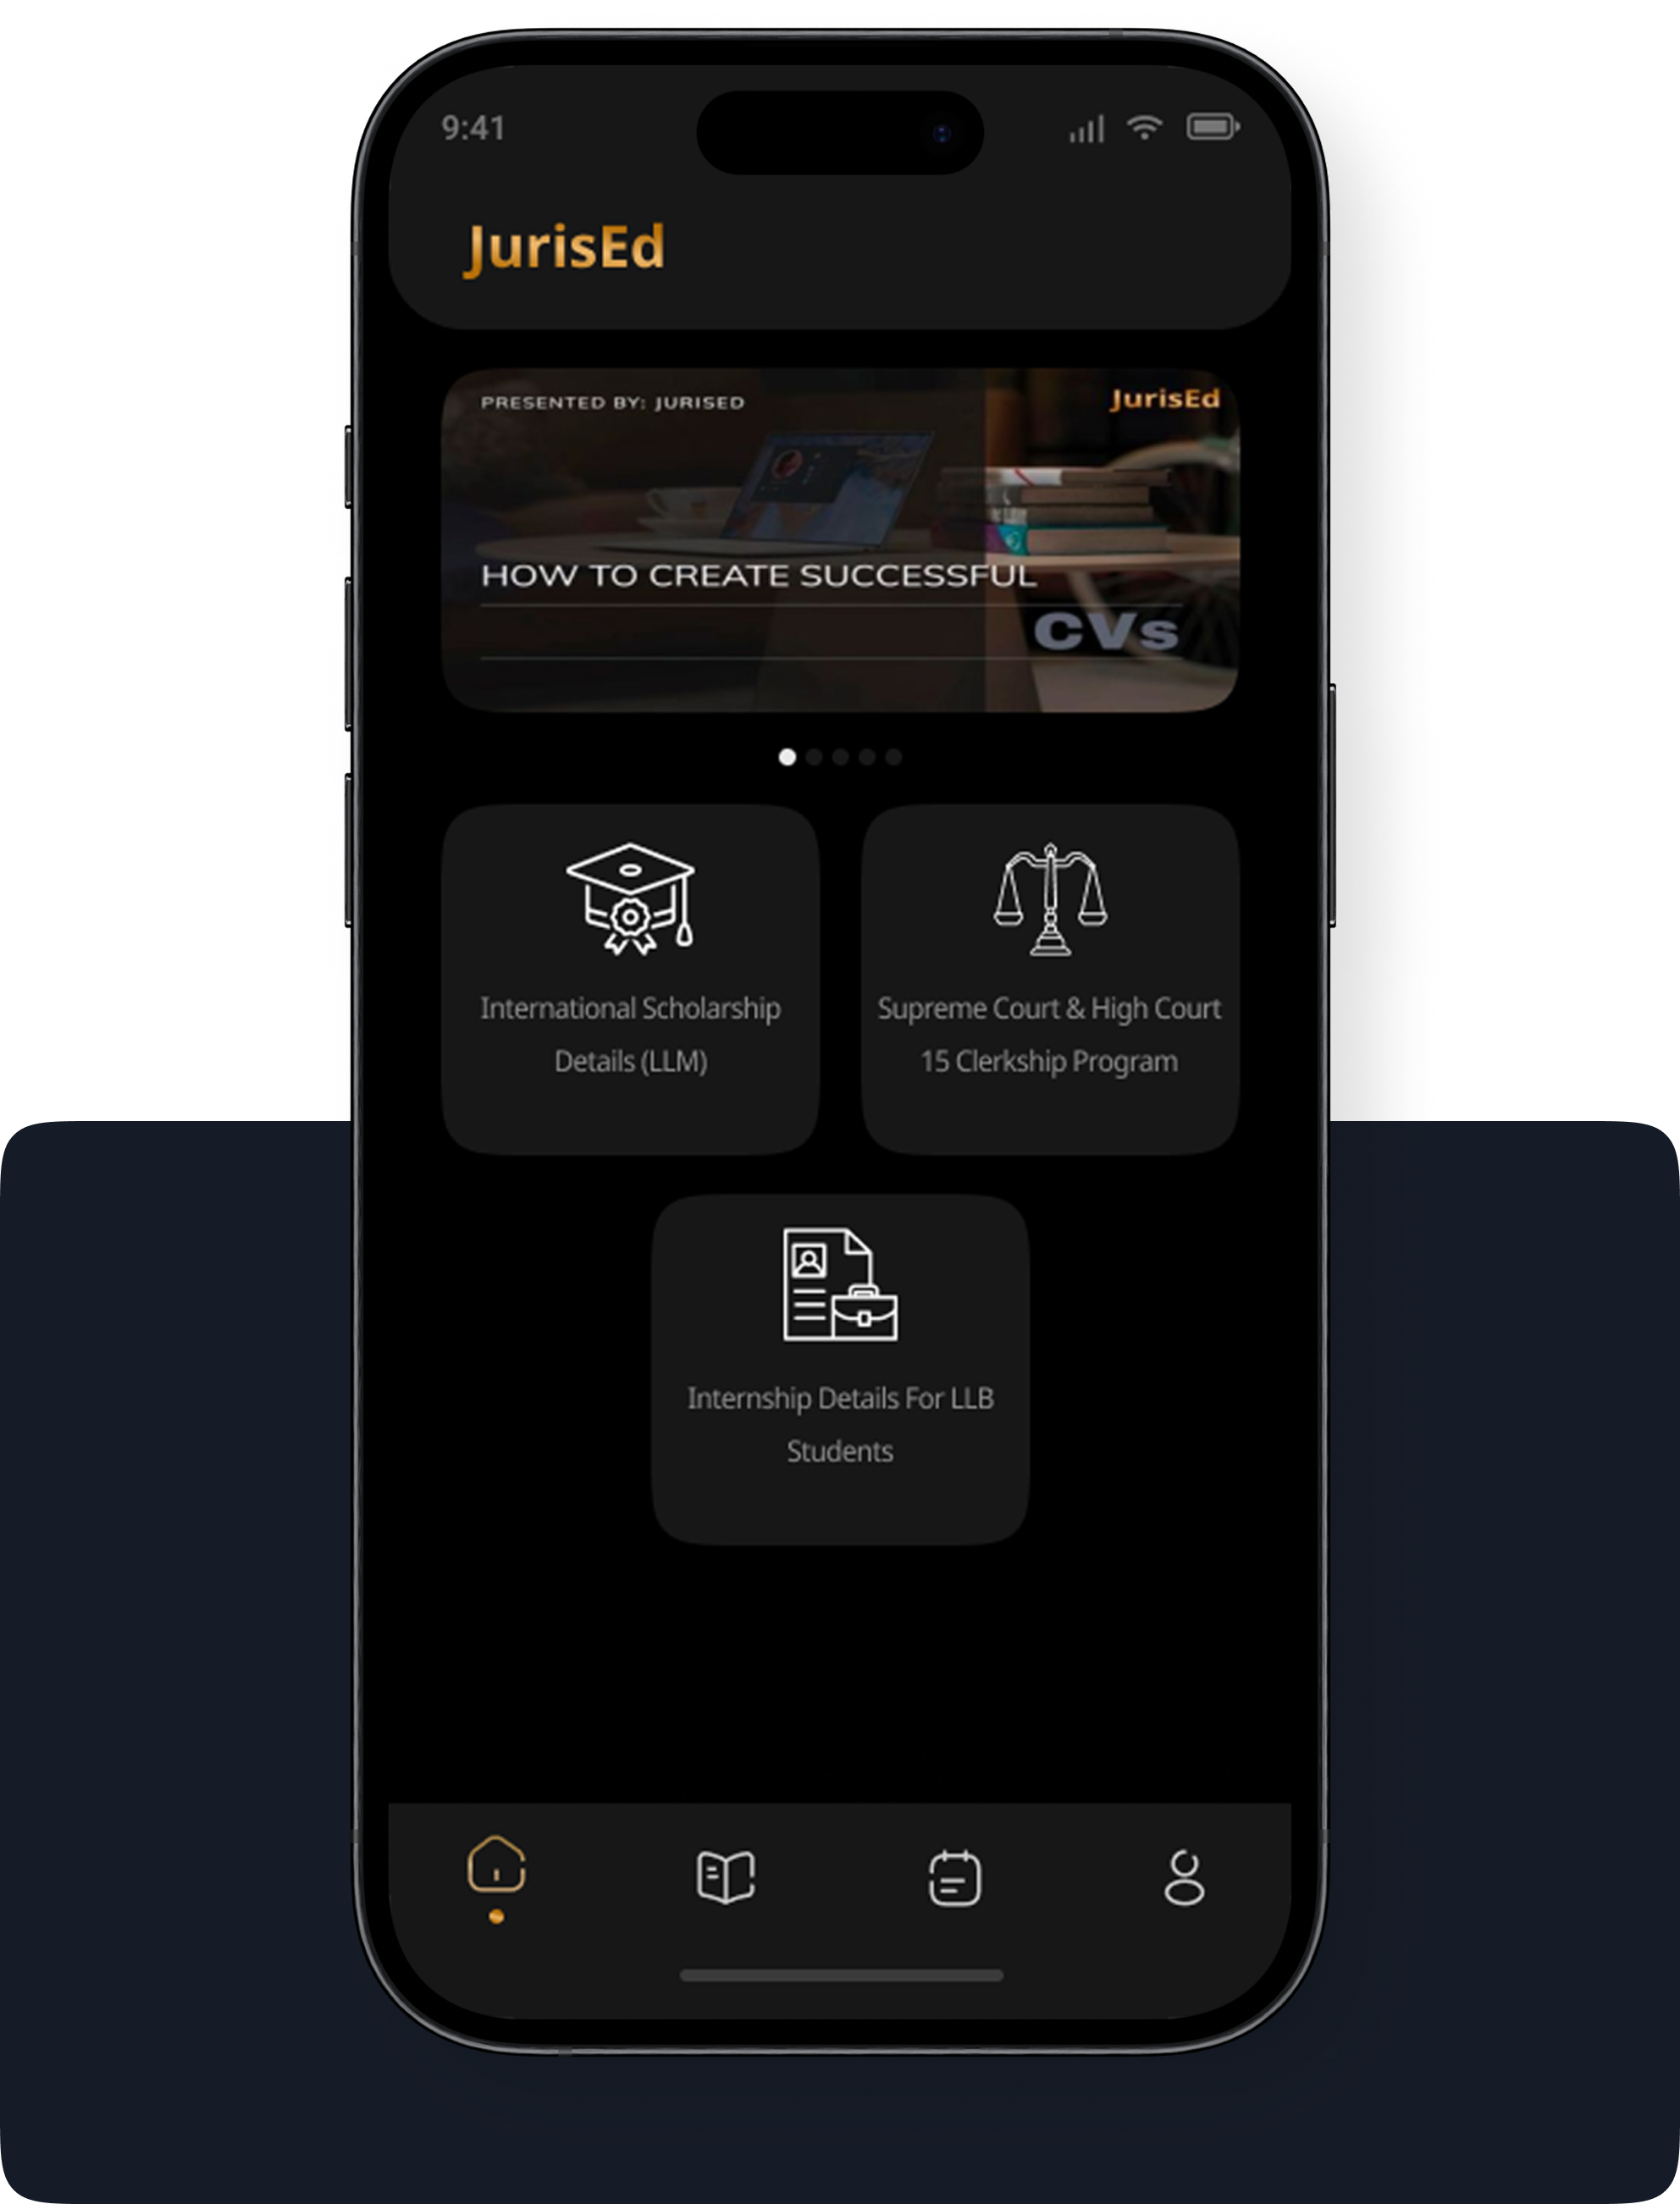 9:41
JurisEd
PRESENTED BY: JURISED
JurisEd
HOW TO CREATE SUCCESSFUL
CVs
International Scholarship
Details (LLM)
Supreme Court & High Court
15 Clerkship Program
Internship Details For LLB
Students